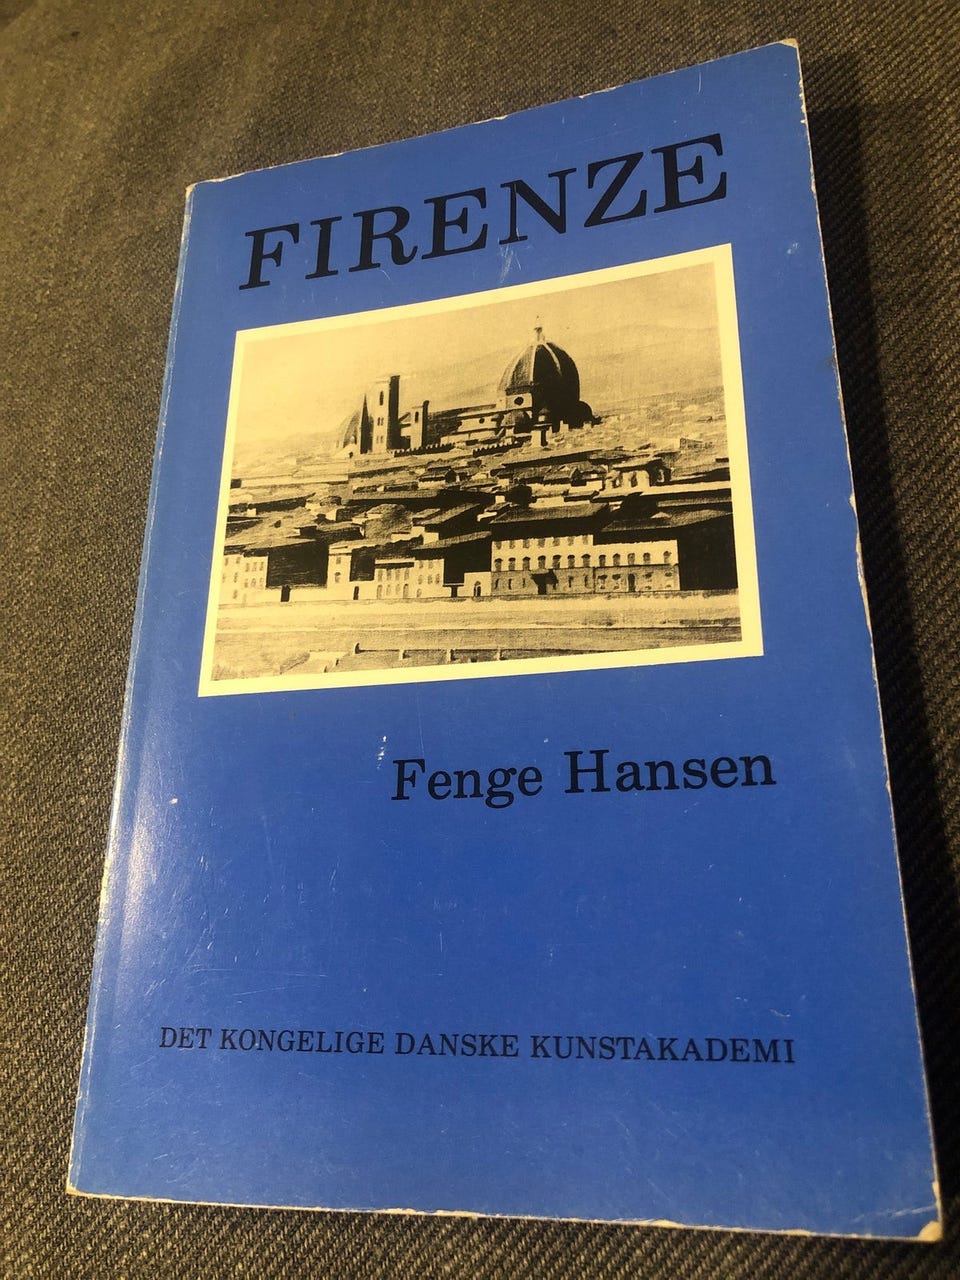 FIRENZE
Fenge Hansen
DET KONGELIGE DANSKE KUNSTAKADEMI